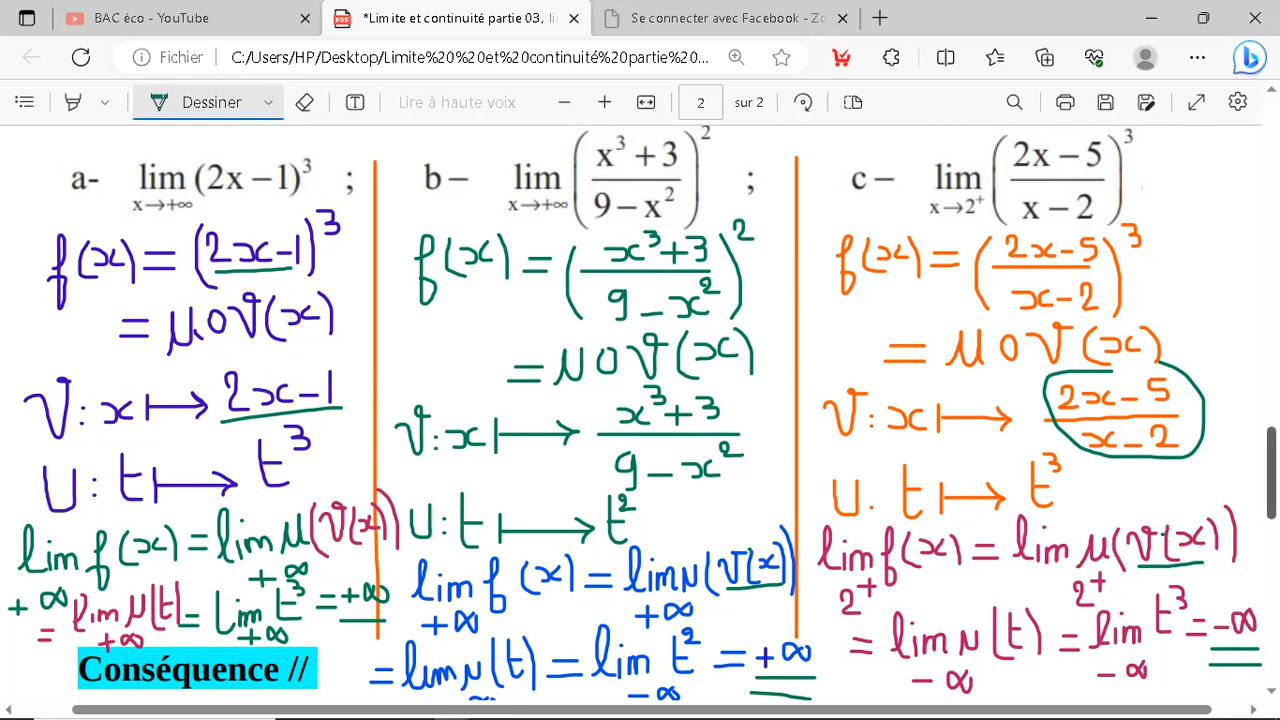 BAC éco - YouTube
*Limite et continuité partie 03, li
Se connecter avec Facebook - Zo
Fichier
C:/Users/HP/Desktop/Limite%20%20et%20continuité%20partie%20...
Dessiner
Lire à haute voix
2
sur 2
a- lim (2x – 1)³ ;
x→+∞
f(x) = (2x-1)³
= μoV(x)
V : x ⟼ 2x-1
U : t ⟼ t³
lim f(x) = lim μ(V(x))
+∞ +∞
= lim μ(t) = lim t³ = +∞
+∞ +∞
b – lim ((x³ + 3)/(9 – x²))² ;
x→+∞
f(x) = ((x³+3)/(9-x²))²
= μoV(x)
V : x ⟼ (x³+3)/(9-x²)
U : t ⟼ t²
lim f(x) = lim μ(V(x))
+∞ +∞
= lim μ(t) = lim t² = +∞
-∞
c – lim ((2x – 5)/(x – 2))³
x→2⁺
f(x) = ((2x-5)/(x-2))³
= μoV(x)
V : x ⟼ (2x-5)/(x-2)
U. t ⟼ t³
lim f(x) = lim μ(V(x))
2⁺ 2⁺
= lim μ(t) = lim t³ = -∞
-∞ -∞
Conséquence //